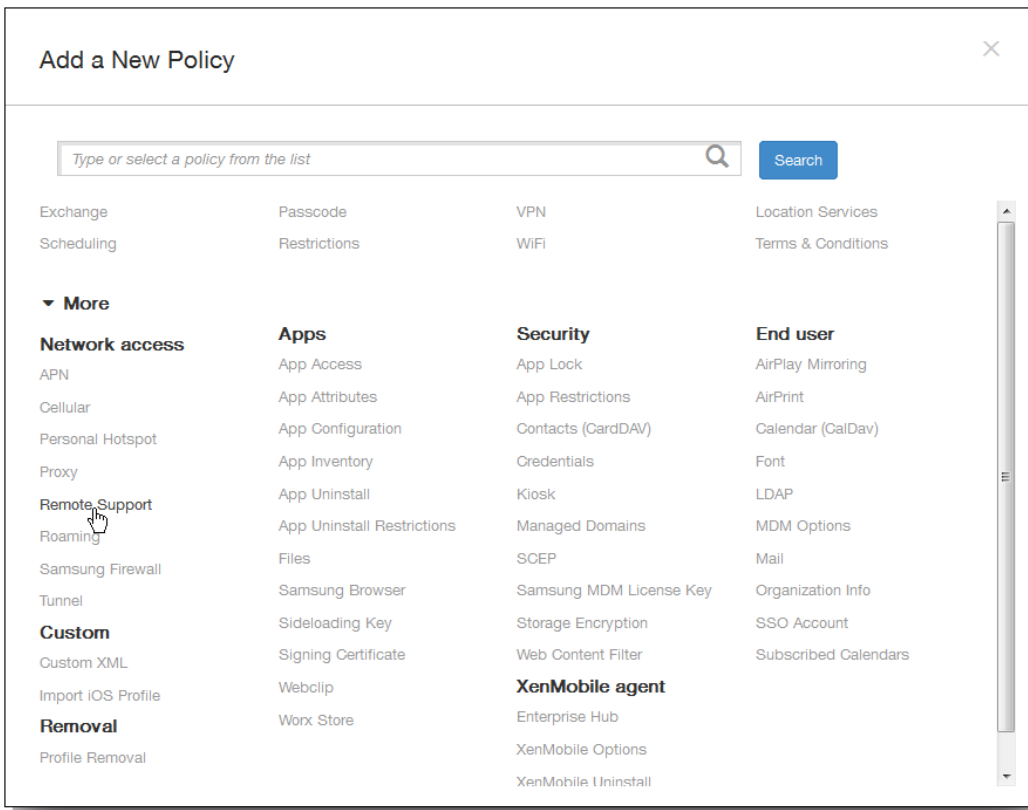 Add a New Policy
Type or select a policy from the list
Search
Exchange
Passcode
VPN
Location Services
Scheduling
Restrictions
WiFi
Terms & Conditions
More
Network access
APN
Cellular
Personal Hotspot
Proxy
Remote Support
Roaming
Samsung Firewall
Tunnel
Custom
Custom XML
Import iOS Profile
Removal
Profile Removal
Apps
App Access
App Attributes
App Configuration
App Inventory
App Uninstall
App Uninstall Restrictions
Files
Samsung Browser
Sideloading Key
Signing Certificate
Webclip
Worx Store
Security
App Lock
App Restrictions
Contacts (CardDAV)
Credentials
Kiosk
Managed Domains
SCEP
Samsung MDM License Key
Storage Encryption
Web Content Filter
XenMobile agent
Enterprise Hub
XenMobile Options
XenMobile Uninstall
End user
AirPlay Mirroring
AirPrint
Calendar (CalDav)
Font
LDAP
MDM Options
Mail
Organization Info
SSO Account
Subscribed Calendars